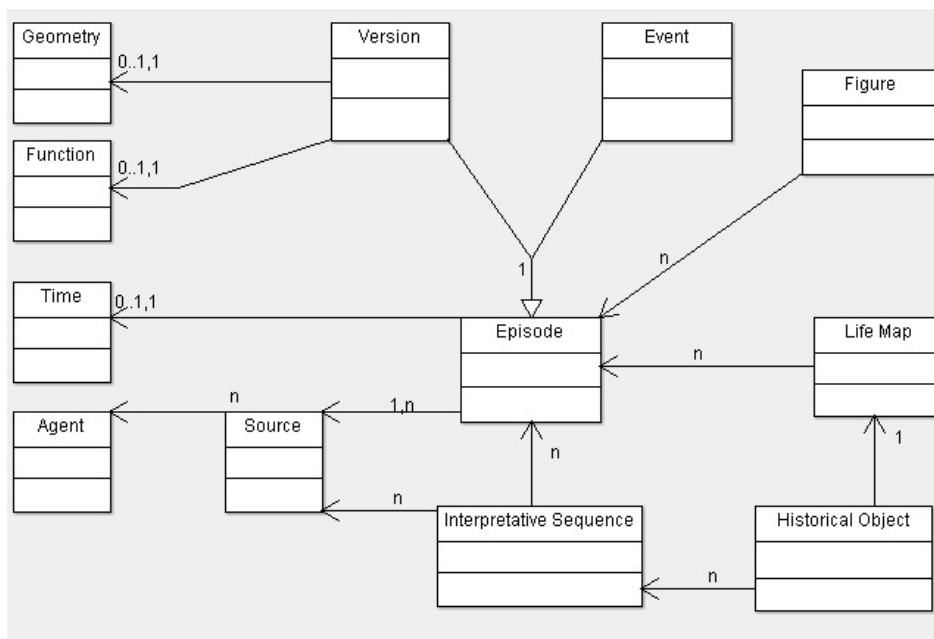 Geometry
Version
Event
0..1,1
Figure
Function
0..1,1
n
1
Time
0..1,1
Episode
Life Map
n
n
1,n
Agent
Source
1
n
n
Interpretative Sequence
Historical Object
n